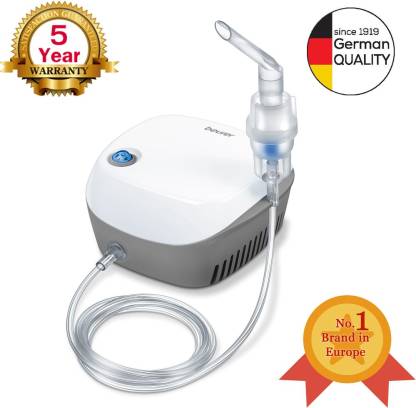 5
Year
WARRANTY
since 1919
German
QUALITY
beurer
No.1
Brand in
Europe